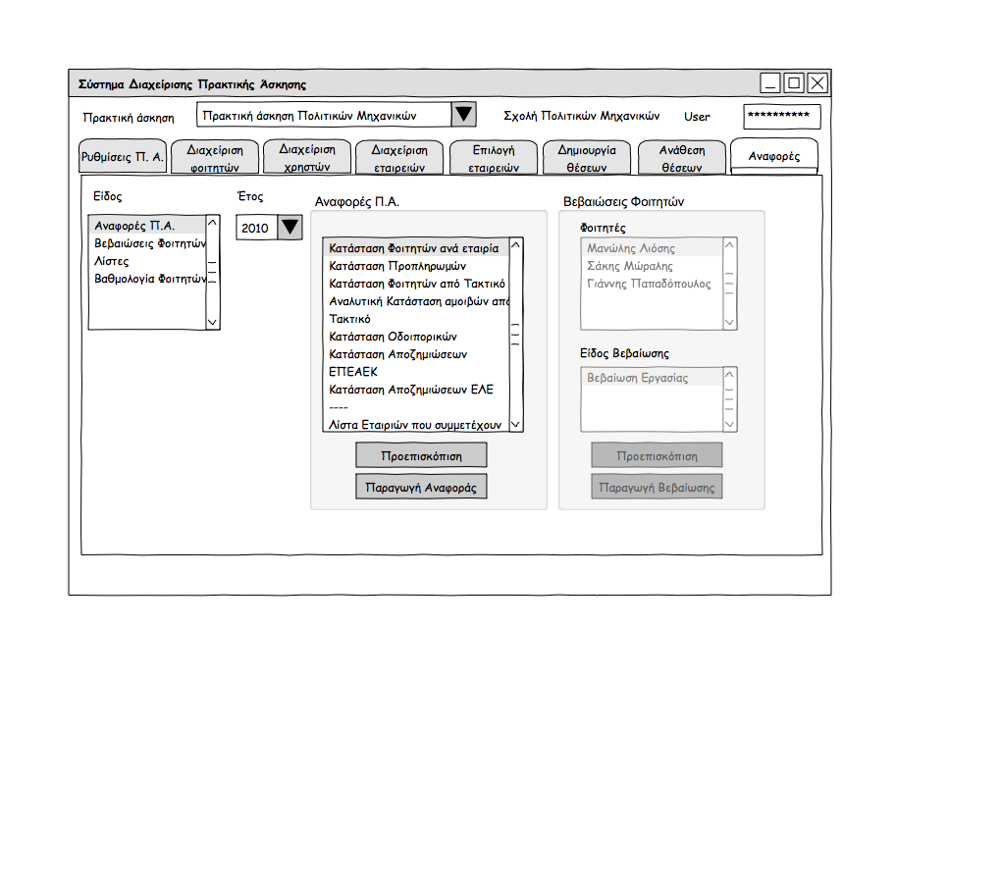 Σύστημα Διαχείρισης Πρακτικής Άσκησης
Πρακτική άσκηση
Πρακτική άσκηση Πολιτικών Μηχανικών
Σχολή Πολιτικών Μηχανικών
User
**********
Ρυθμίσεις Π. Α.
Διαχείριση
φοιτητών
Διαχείριση
χρηστών
Διαχείριση
εταιρειών
Επιλογή
εταιρειών
Δημιουργία
θέσεων
Ανάθεση
θέσεων
Αναφορές
Είδος
Αναφορές Π.Α.
Βεβαιώσεις Φοιτητών
Λίστες
Βαθμολογία Φοιτητών
Έτος
2010
Αναφορές Π.Α.
Κατάσταση Φοιτητών ανά εταιρία
Κατάσταση Προπληρωμών
Κατάσταση Φοιτητών από Τακτικό
Αναλυτική Κατάσταση αμοιβών από
Τακτικό
Κατάσταση Οδοιπορικών
Κατάσταση Αποζημιώσεων
ΕΠΕΑΕΚ
Κατάσταση Αποζημιώσεων ΕΛΕ
----
Λίστα Εταιριών που συμμετέχουν
Προεπισκόπιση
Παραγωγή Αναφοράς
Βεβαιώσεις Φοιτητών
Φοιτητές
Μανώλης Λιόσης
Σάκης Μώραλης
Γιάννης Παπαδόπουλος
Είδος Βεβαίωσης
Βεβαίωση Εργασίας
Προεπισκόπιση
Παραγωγή Βεβαίωσης